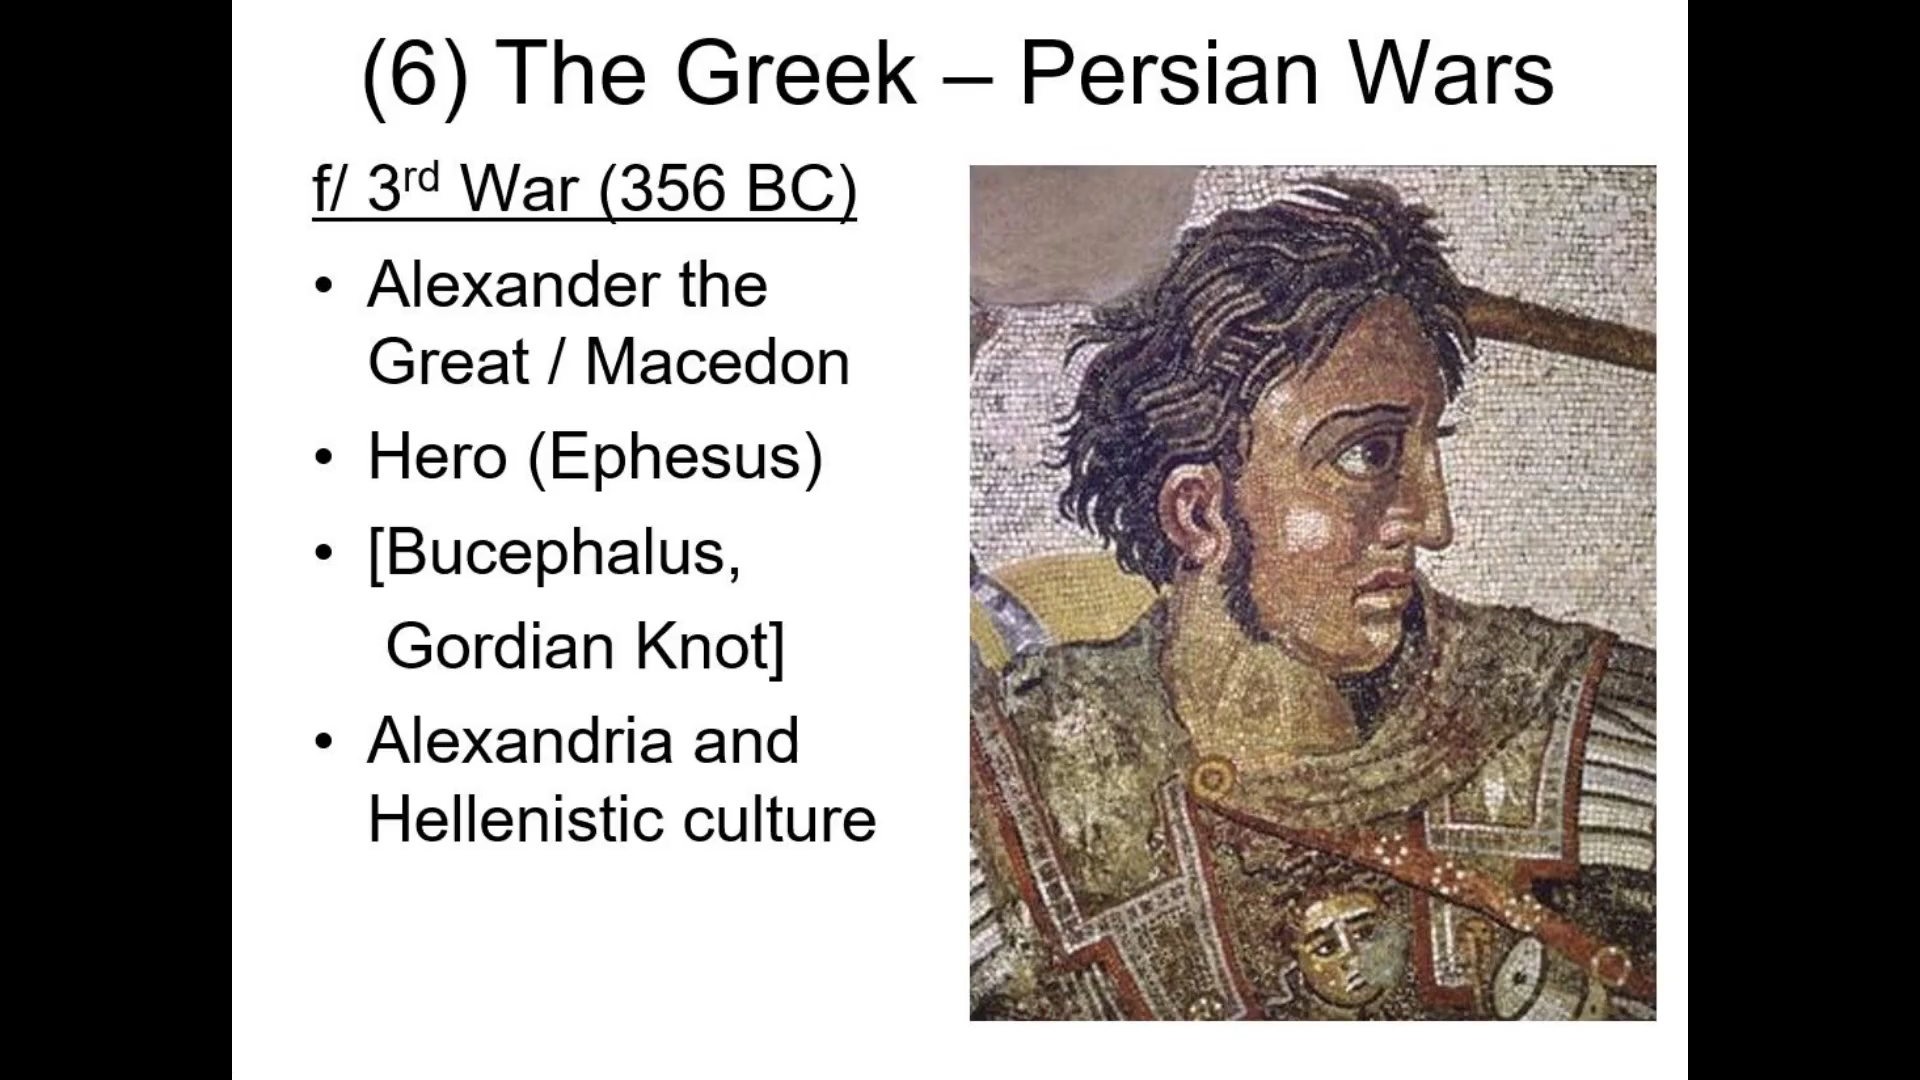 (6) The Greek – Persian Wars
f/ 3rd War (356 BC)
• Alexander the
Great / Macedon
• Hero (Ephesus)
• [Bucephalus,
Gordian Knot]
• Alexandria and
Hellenistic culture